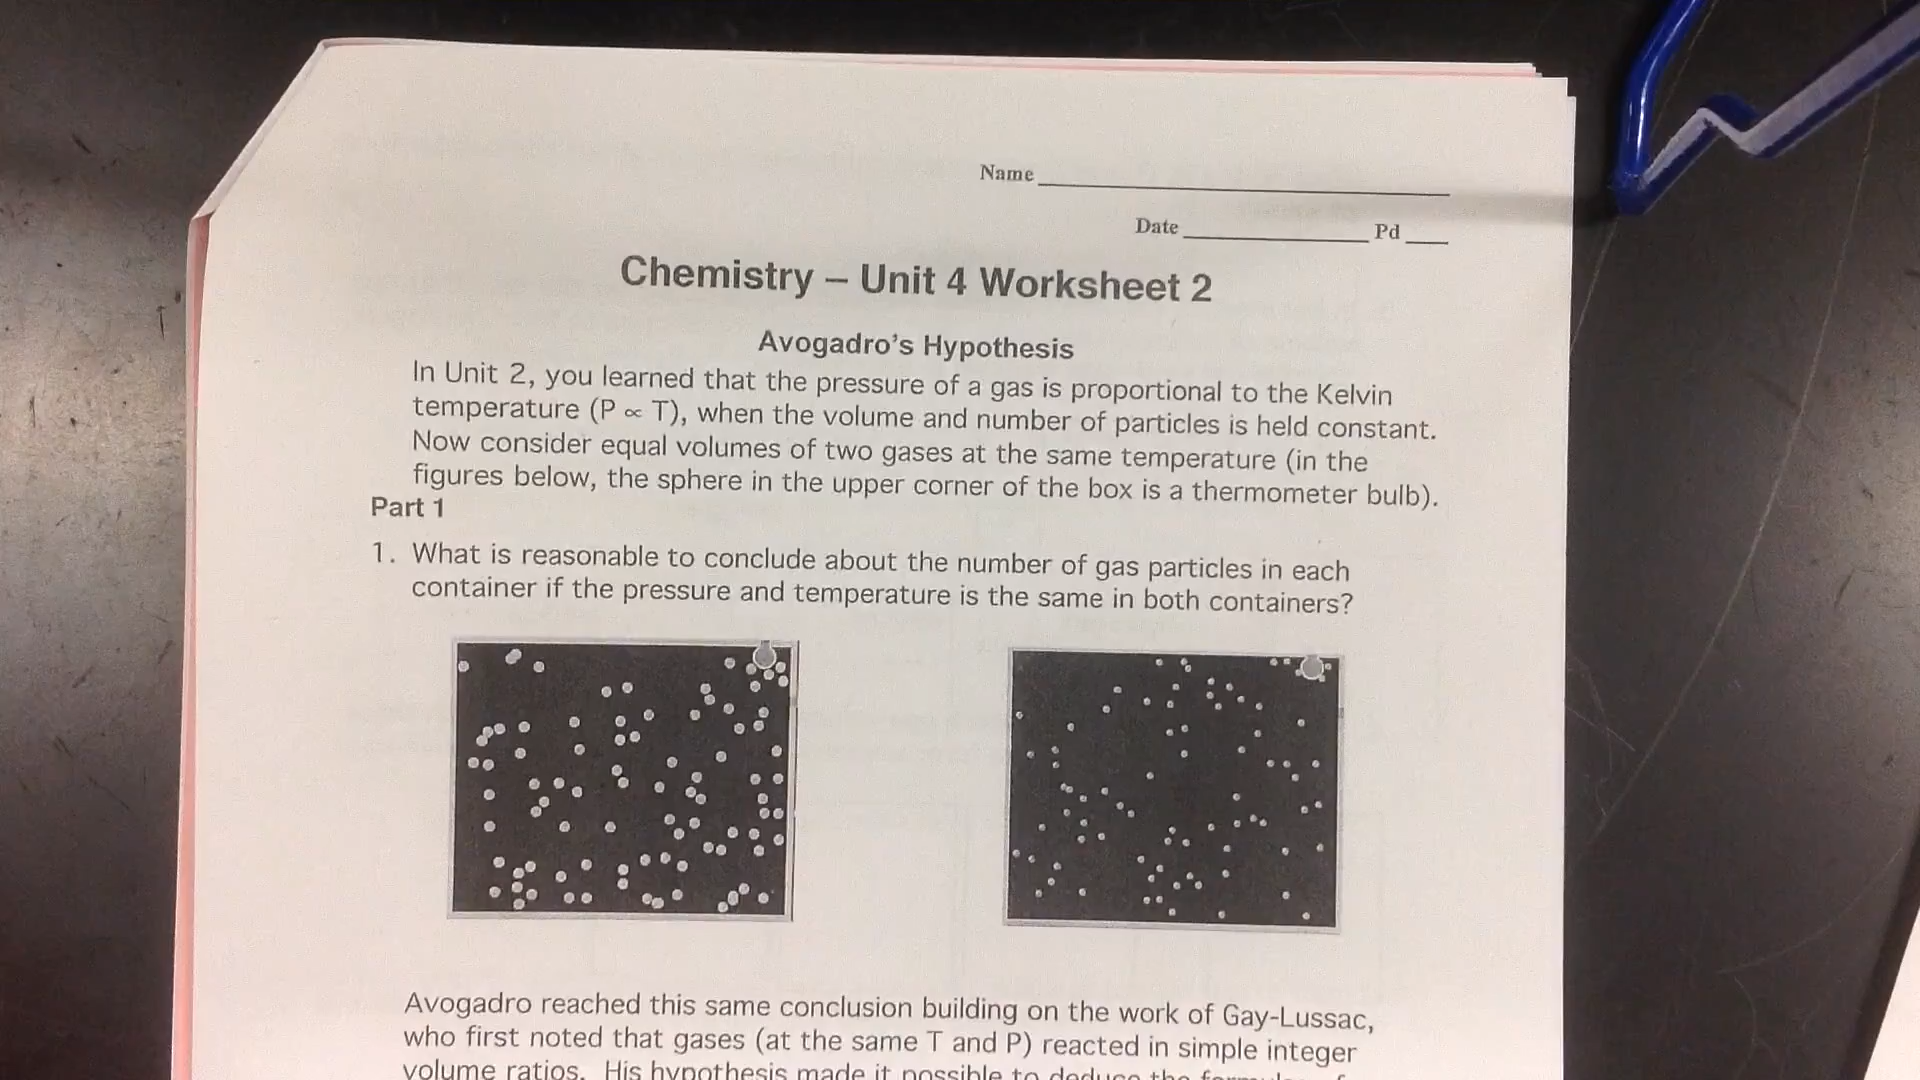 Name
Date Pd
Chemistry – Unit 4 Worksheet 2
Avogadro's Hypothesis
In Unit 2, you learned that the pressure of a gas is proportional to the Kelvin
temperature (P ∝ T), when the volume and number of particles is held constant.
Now consider equal volumes of two gases at the same temperature (in the
figures below, the sphere in the upper corner of the box is a thermometer bulb).
Part 1
1. What is reasonable to conclude about the number of gas particles in each
container if the pressure and temperature is the same in both containers?
Avogadro reached this same conclusion building on the work of Gay-Lussac,
who first noted that gases (at the same T and P) reacted in simple integer
volume ratios. His hypothesis made it possible to deduce the